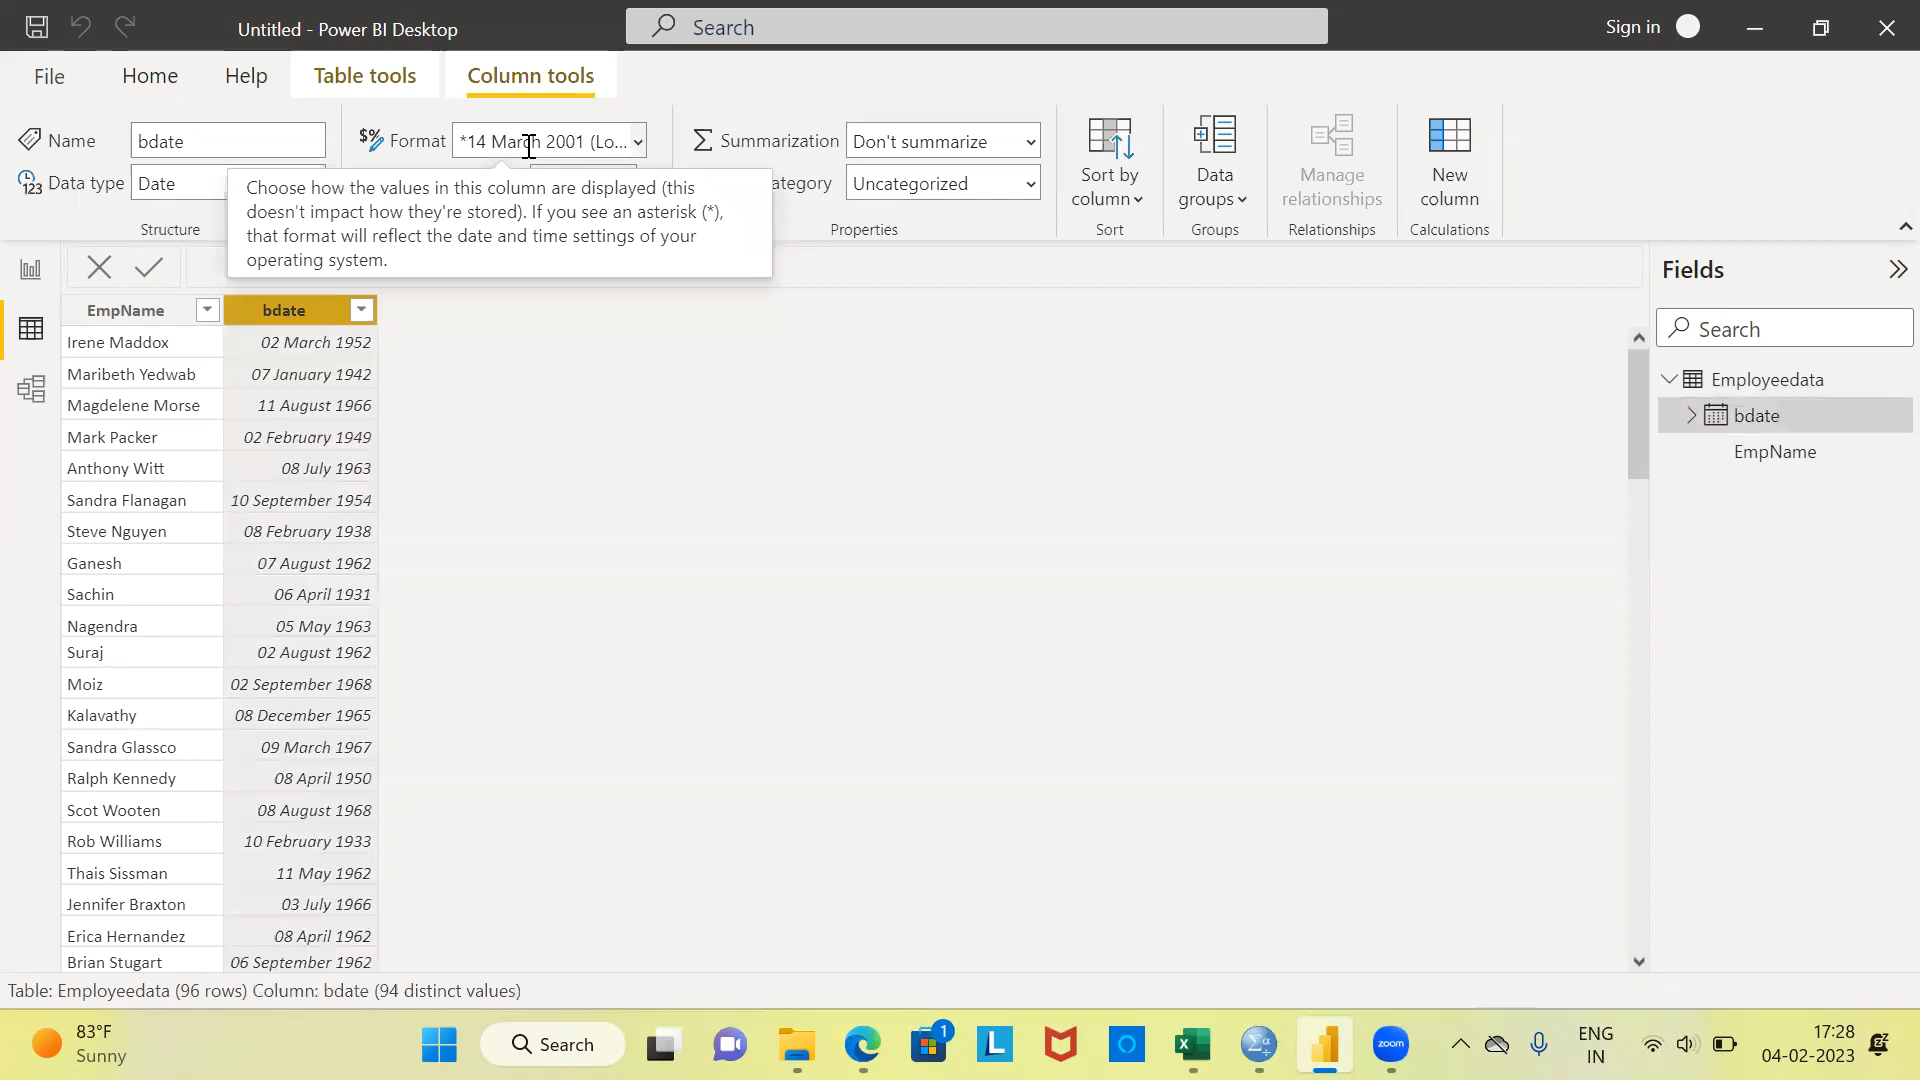 Untitled - Power BI Desktop
Search
Sign in
File
Home
Help
Table tools
Column tools
Name
bdate
Format
*14 March 2001 (Lo...
Summarization
Don't summarize
Data type
Date
ategory
Uncategorized
Choose how the values in this column are displayed (this
doesn't impact how they're stored). If you see an asterisk (*),
that format will reflect the date and time settings of your
operating system.
Sort by
column
Data
groups
Manage
relationships
New
column
Structure
Properties
Sort
Groups
Relationships
Calculations
EmpName bdate
Irene Maddox 02 March 1952
Maribeth Yedwab 07 January 1942
Magdelene Morse 11 August 1966
Mark Packer 02 February 1949
Anthony Witt 08 July 1963
Sandra Flanagan 10 September 1954
Steve Nguyen 08 February 1938
Ganesh 07 August 1962
Sachin 06 April 1931
Nagendra 05 May 1963
Suraj 02 August 1962
Moiz 02 September 1968
Kalavathy 08 December 1965
Sandra Glassco 09 March 1967
Ralph Kennedy 08 April 1950
Scot Wooten 08 August 1968
Rob Williams 10 February 1933
Thais Sissman 11 May 1962
Jennifer Braxton 03 July 1966
Erica Hernandez 08 April 1962
Brian Stugart 06 September 1962
Fields
Search
Employeedata
bdate
EmpName
Table: Employeedata (96 rows) Column: bdate (94 distinct values)
83°F
Sunny
Search
1
L
zoom
ENG
IN
17:28
04-02-2023